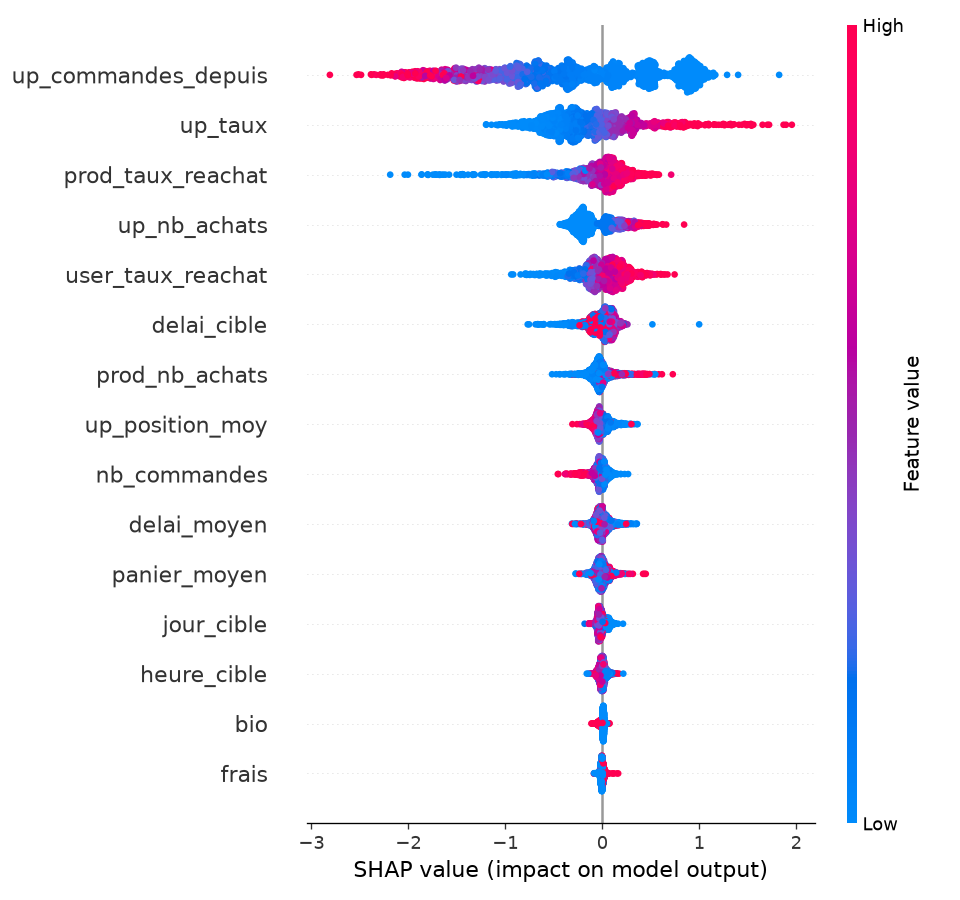 High
up_commandes_depuis
up_taux
prod_taux_reachat
up_nb_achats
user_taux_reachat
delai_cible
prod_nb_achats
up_position_moy
nb_commandes
delai_moyen
panier_moyen
jour_cible
heure_cible
bio
frais
Feature value
Low
−3 −2 −1 0 1 2
SHAP value (impact on model output)